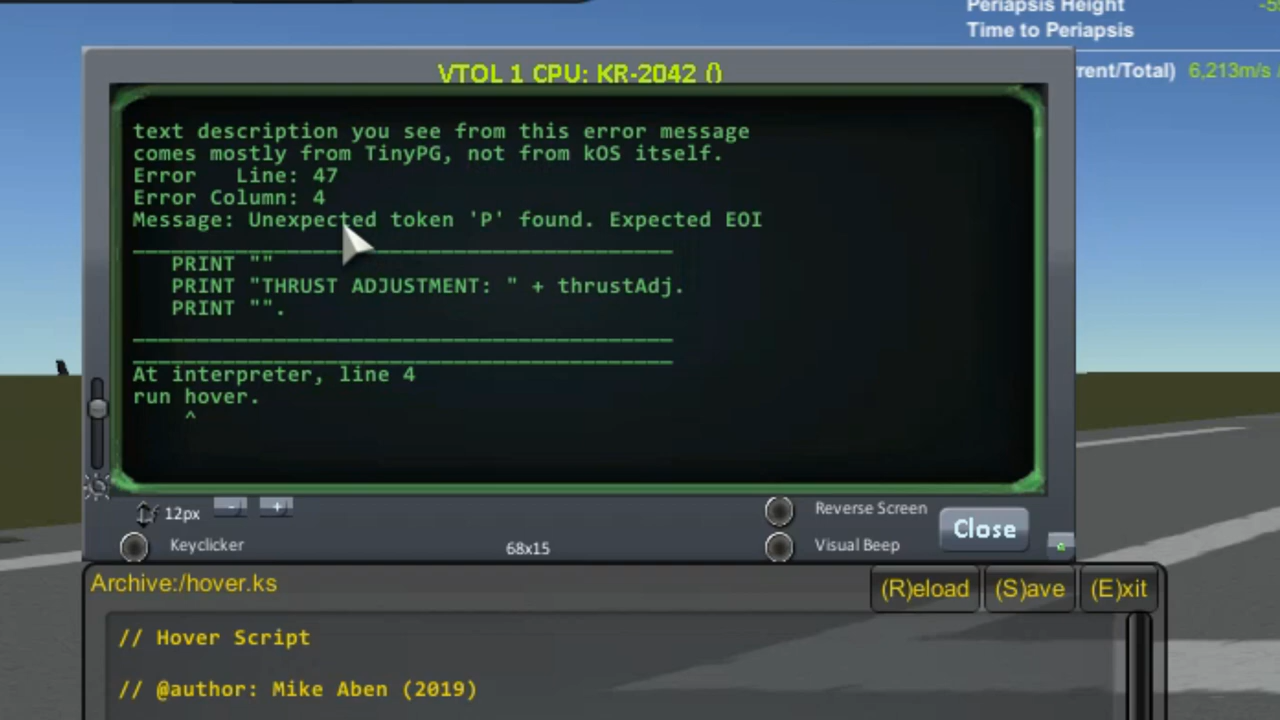 Periapsis Height
Time to Periapsis
rent/Total) 6,213m/s
VTOL 1 CPU: KR-2042 ()
text description you see from this error message
comes mostly from TinyPG, not from kOS itself.
Error   Line: 47
Error Column: 4
Message: Unexpected token 'P' found. Expected EOI
PRINT ""
PRINT "THRUST ADJUSTMENT: " + thrustAdj.
PRINT "".
At interpreter, line 4
run hover.
^
12px - +
Reverse Screen
Close
Keyclicker
68x15
Visual Beep
Archive:/hover.ks
(R)eload (S)ave (E)xit
// Hover Script
// @author: Mike Aben (2019)